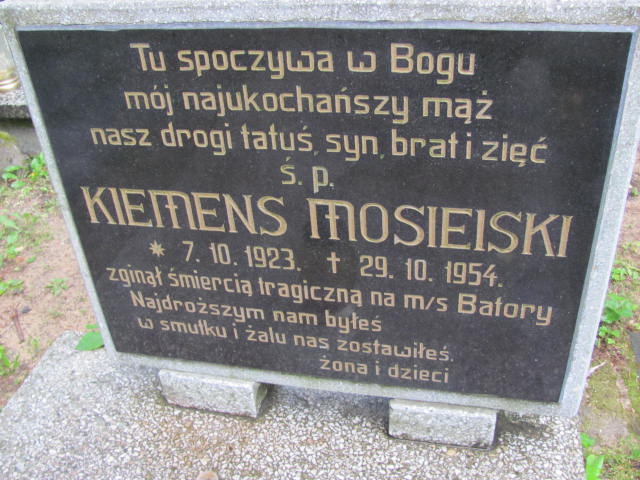 Tu spoczywa w Bogu
mój najukochańszy mąż
nasz drogi tatuś, syn, brat i zięć
ś. p.
KlEMENS MOSIElSKI
* 7. 10. 1923. † 29. 10. 1954.
zginął śmiercią tragiczną na m/s Batory
Najdroższym nam byłeś
w smutku i żalu nas zostawiłeś.
żona i dzieci